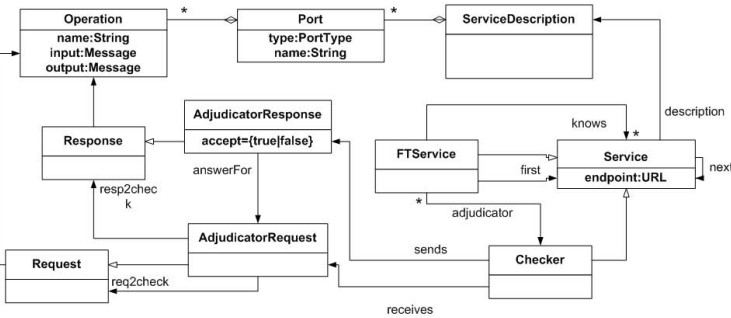 Operation
name:String
input:Message
output:Message
*
Port
type:PortType
name:String
*
ServiceDescription
description
AdjudicatorResponse
accept={true|false}
Response
answerFor
resp2chec
k
FTService
knows
*
Service
endpoint:URL
first
next
*
adjudicator
AdjudicatorRequest
Request
req2check
sends
Checker
receives